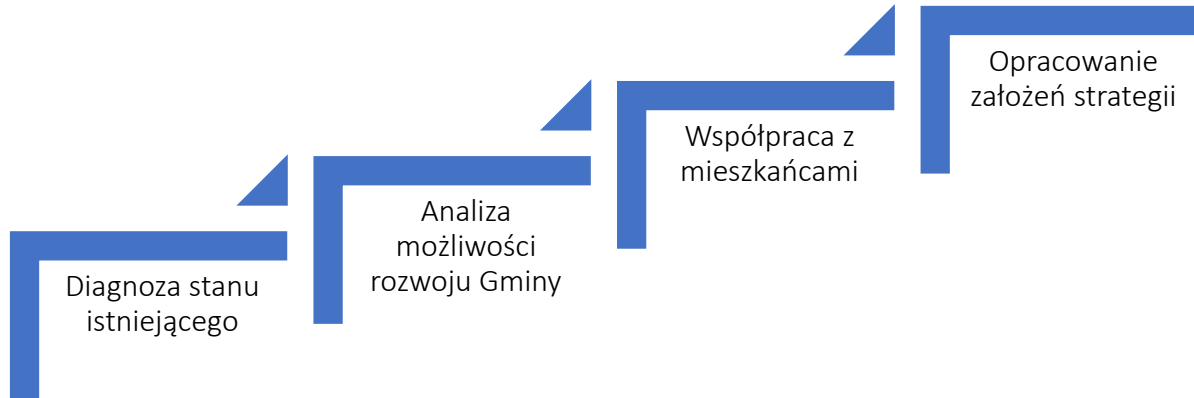 Diagnoza stanu
istniejącego
Analiza
możliwości
rozwoju Gminy
Współpraca z
mieszkańcami
Opracowanie
założeń strategii